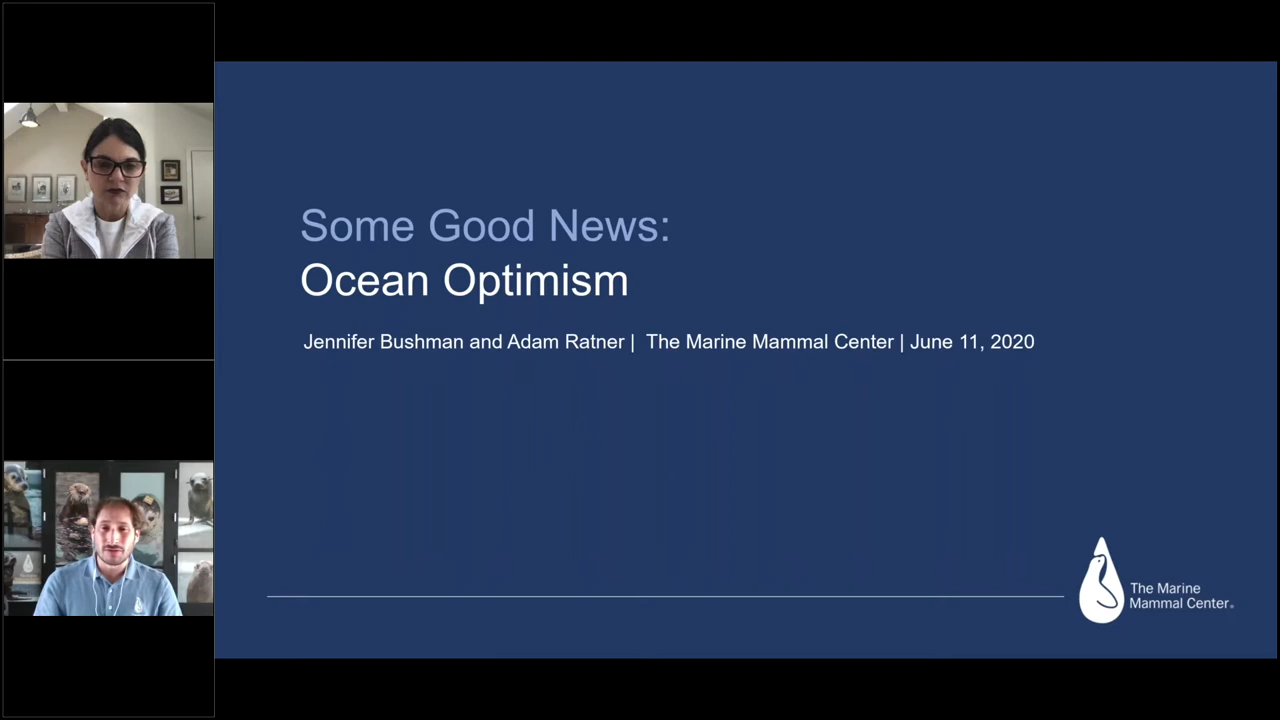 Some Good News:
Ocean Optimism
Jennifer Bushman and Adam Ratner | The Marine Mammal Center | June 11, 2020
The Marine
Mammal Center®